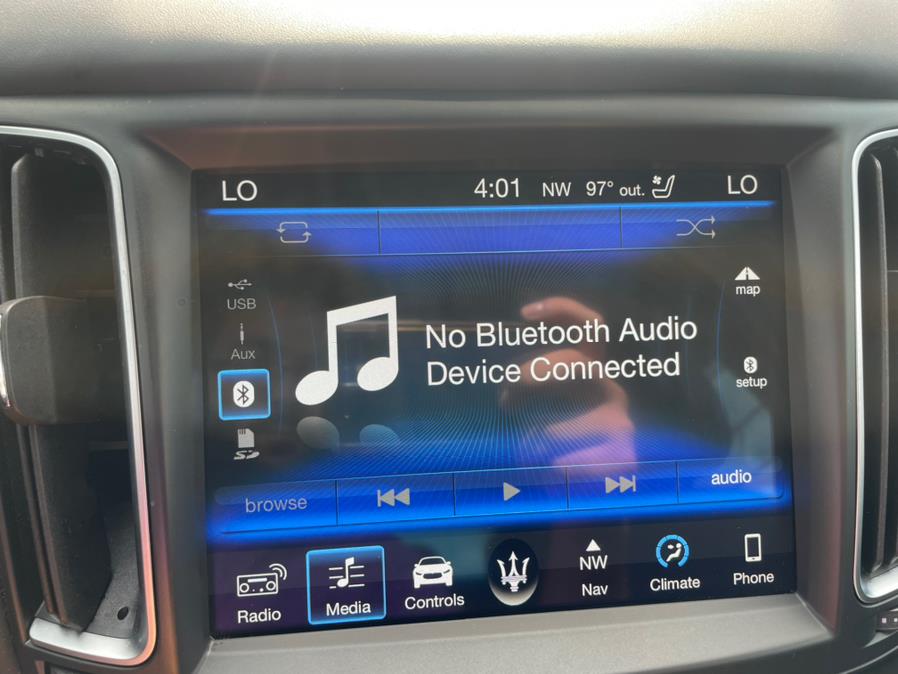 LO 4:01 NW 97° out. LO
USB
Aux
SD
No Bluetooth Audio
Device Connected
map
setup
browse
audio
Radio
Media
Controls
NW
Nav
Climate
Phone